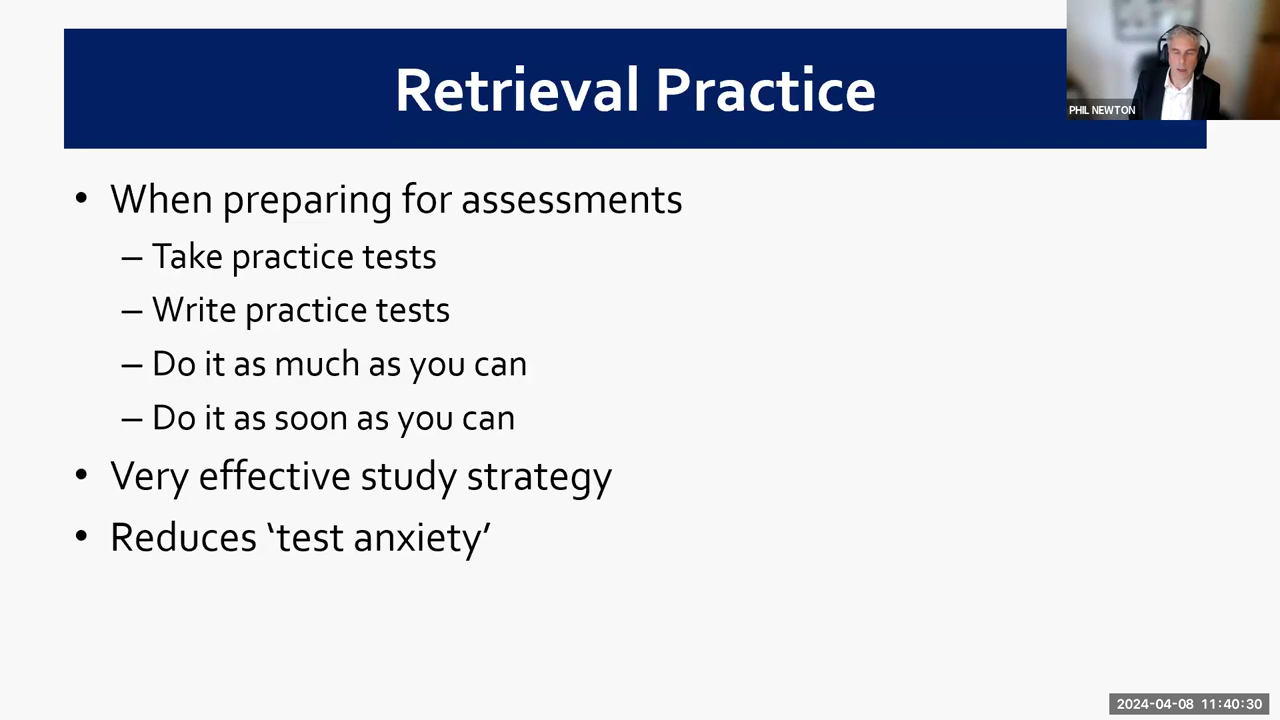 Retrieval Practice
PHIL NEWTON
• When preparing for assessments
– Take practice tests
– Write practice tests
– Do it as much as you can
– Do it as soon as you can
• Very effective study strategy
• Reduces ‘test anxiety’
2024-04-08 11:40:30